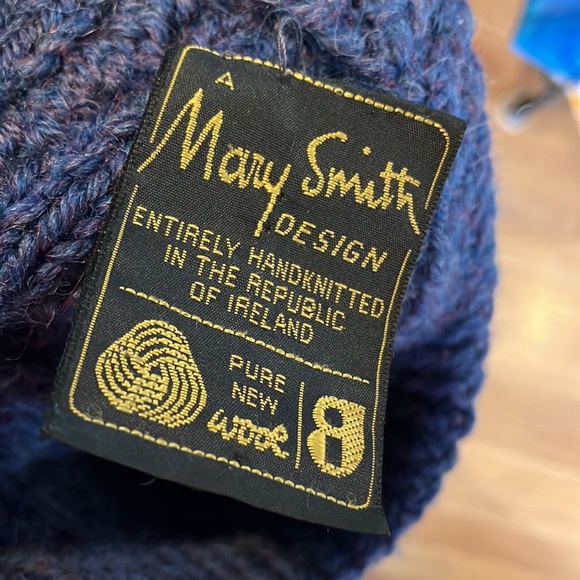 A
Mary Smith
DESIGN
ENTIRELY HANDKNITTED
IN THE REPUBLIC
OF IRELAND
PURE
NEW
wool
8